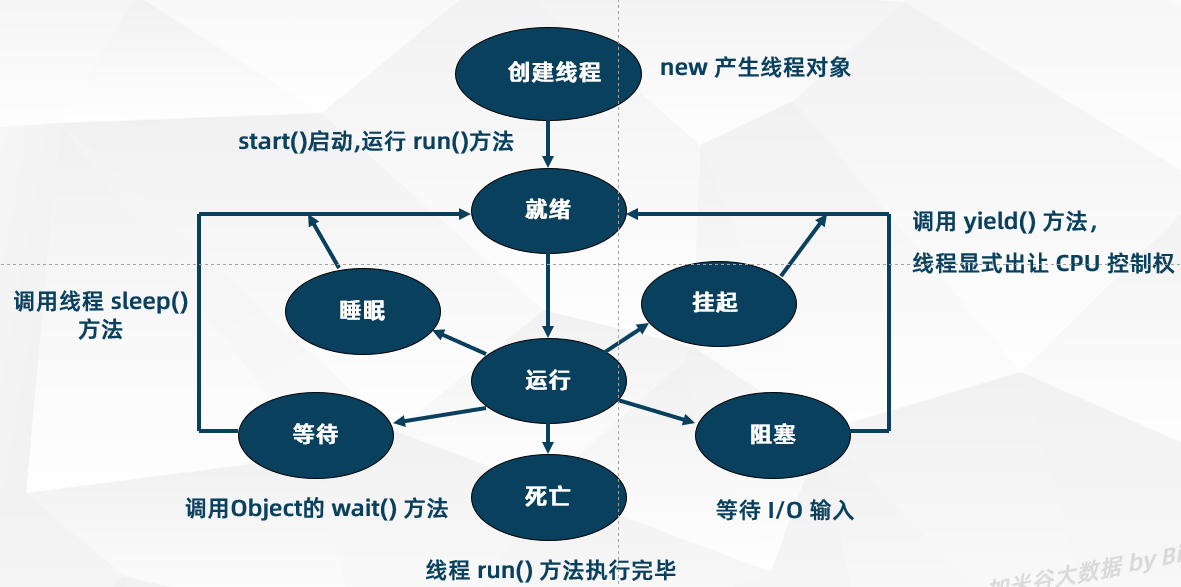 创建线程
new 产生线程对象
start()启动,运行 run()方法
就绪
调用 yield() 方法,
线程显式出让 CPU 控制权
调用线程 sleep()
方法
睡眠
挂起
运行
等待
阻塞
调用Object的 wait() 方法
死亡
等待 I/O 输入
线程 run() 方法执行完毕
加米谷大数据 by Bi